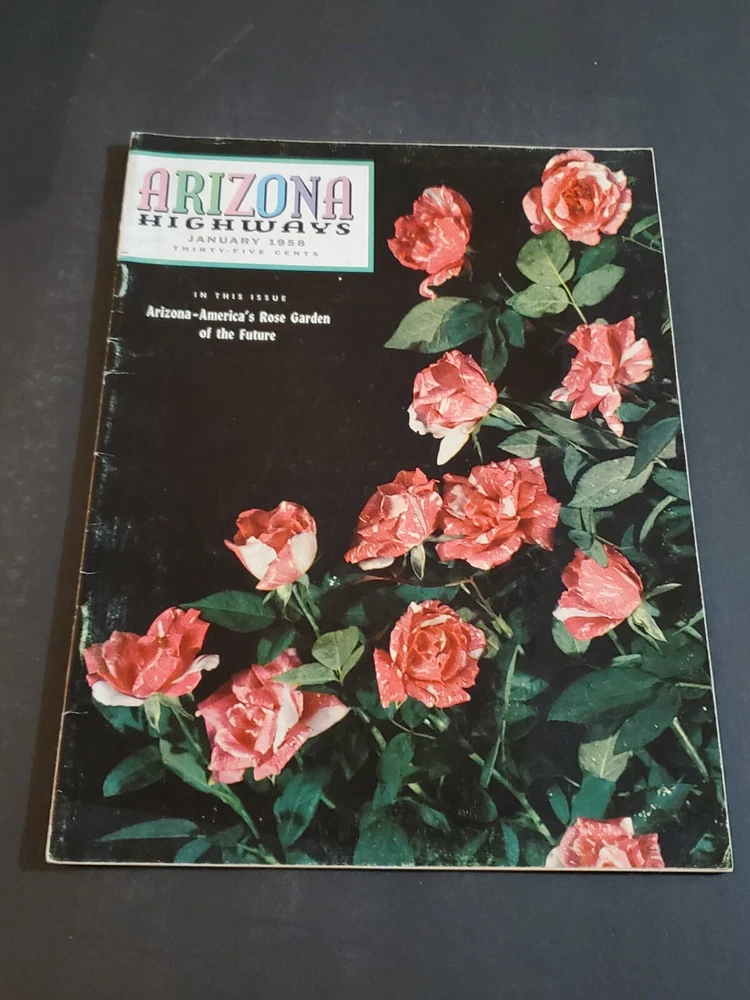 ARIZONA
HIGHWAYS
JANUARY 1958
THIRTY-FIVE CENTS
IN THIS ISSUE
Arizona-America's Rose Garden
of the Future